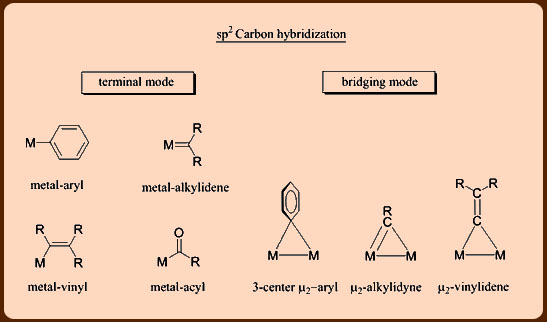 sp² Carbon hybridization
terminal mode
bridging mode
M
metal-aryl
M
R
R
metal-alkylidene
R
R
M
R
metal-vinyl
O
M
R
metal-acyl
M
M
3-center μ₂-aryl
R
C
M
M
μ₂-alkylidyne
R
R
C
C
M
M
μ₂-vinylidene